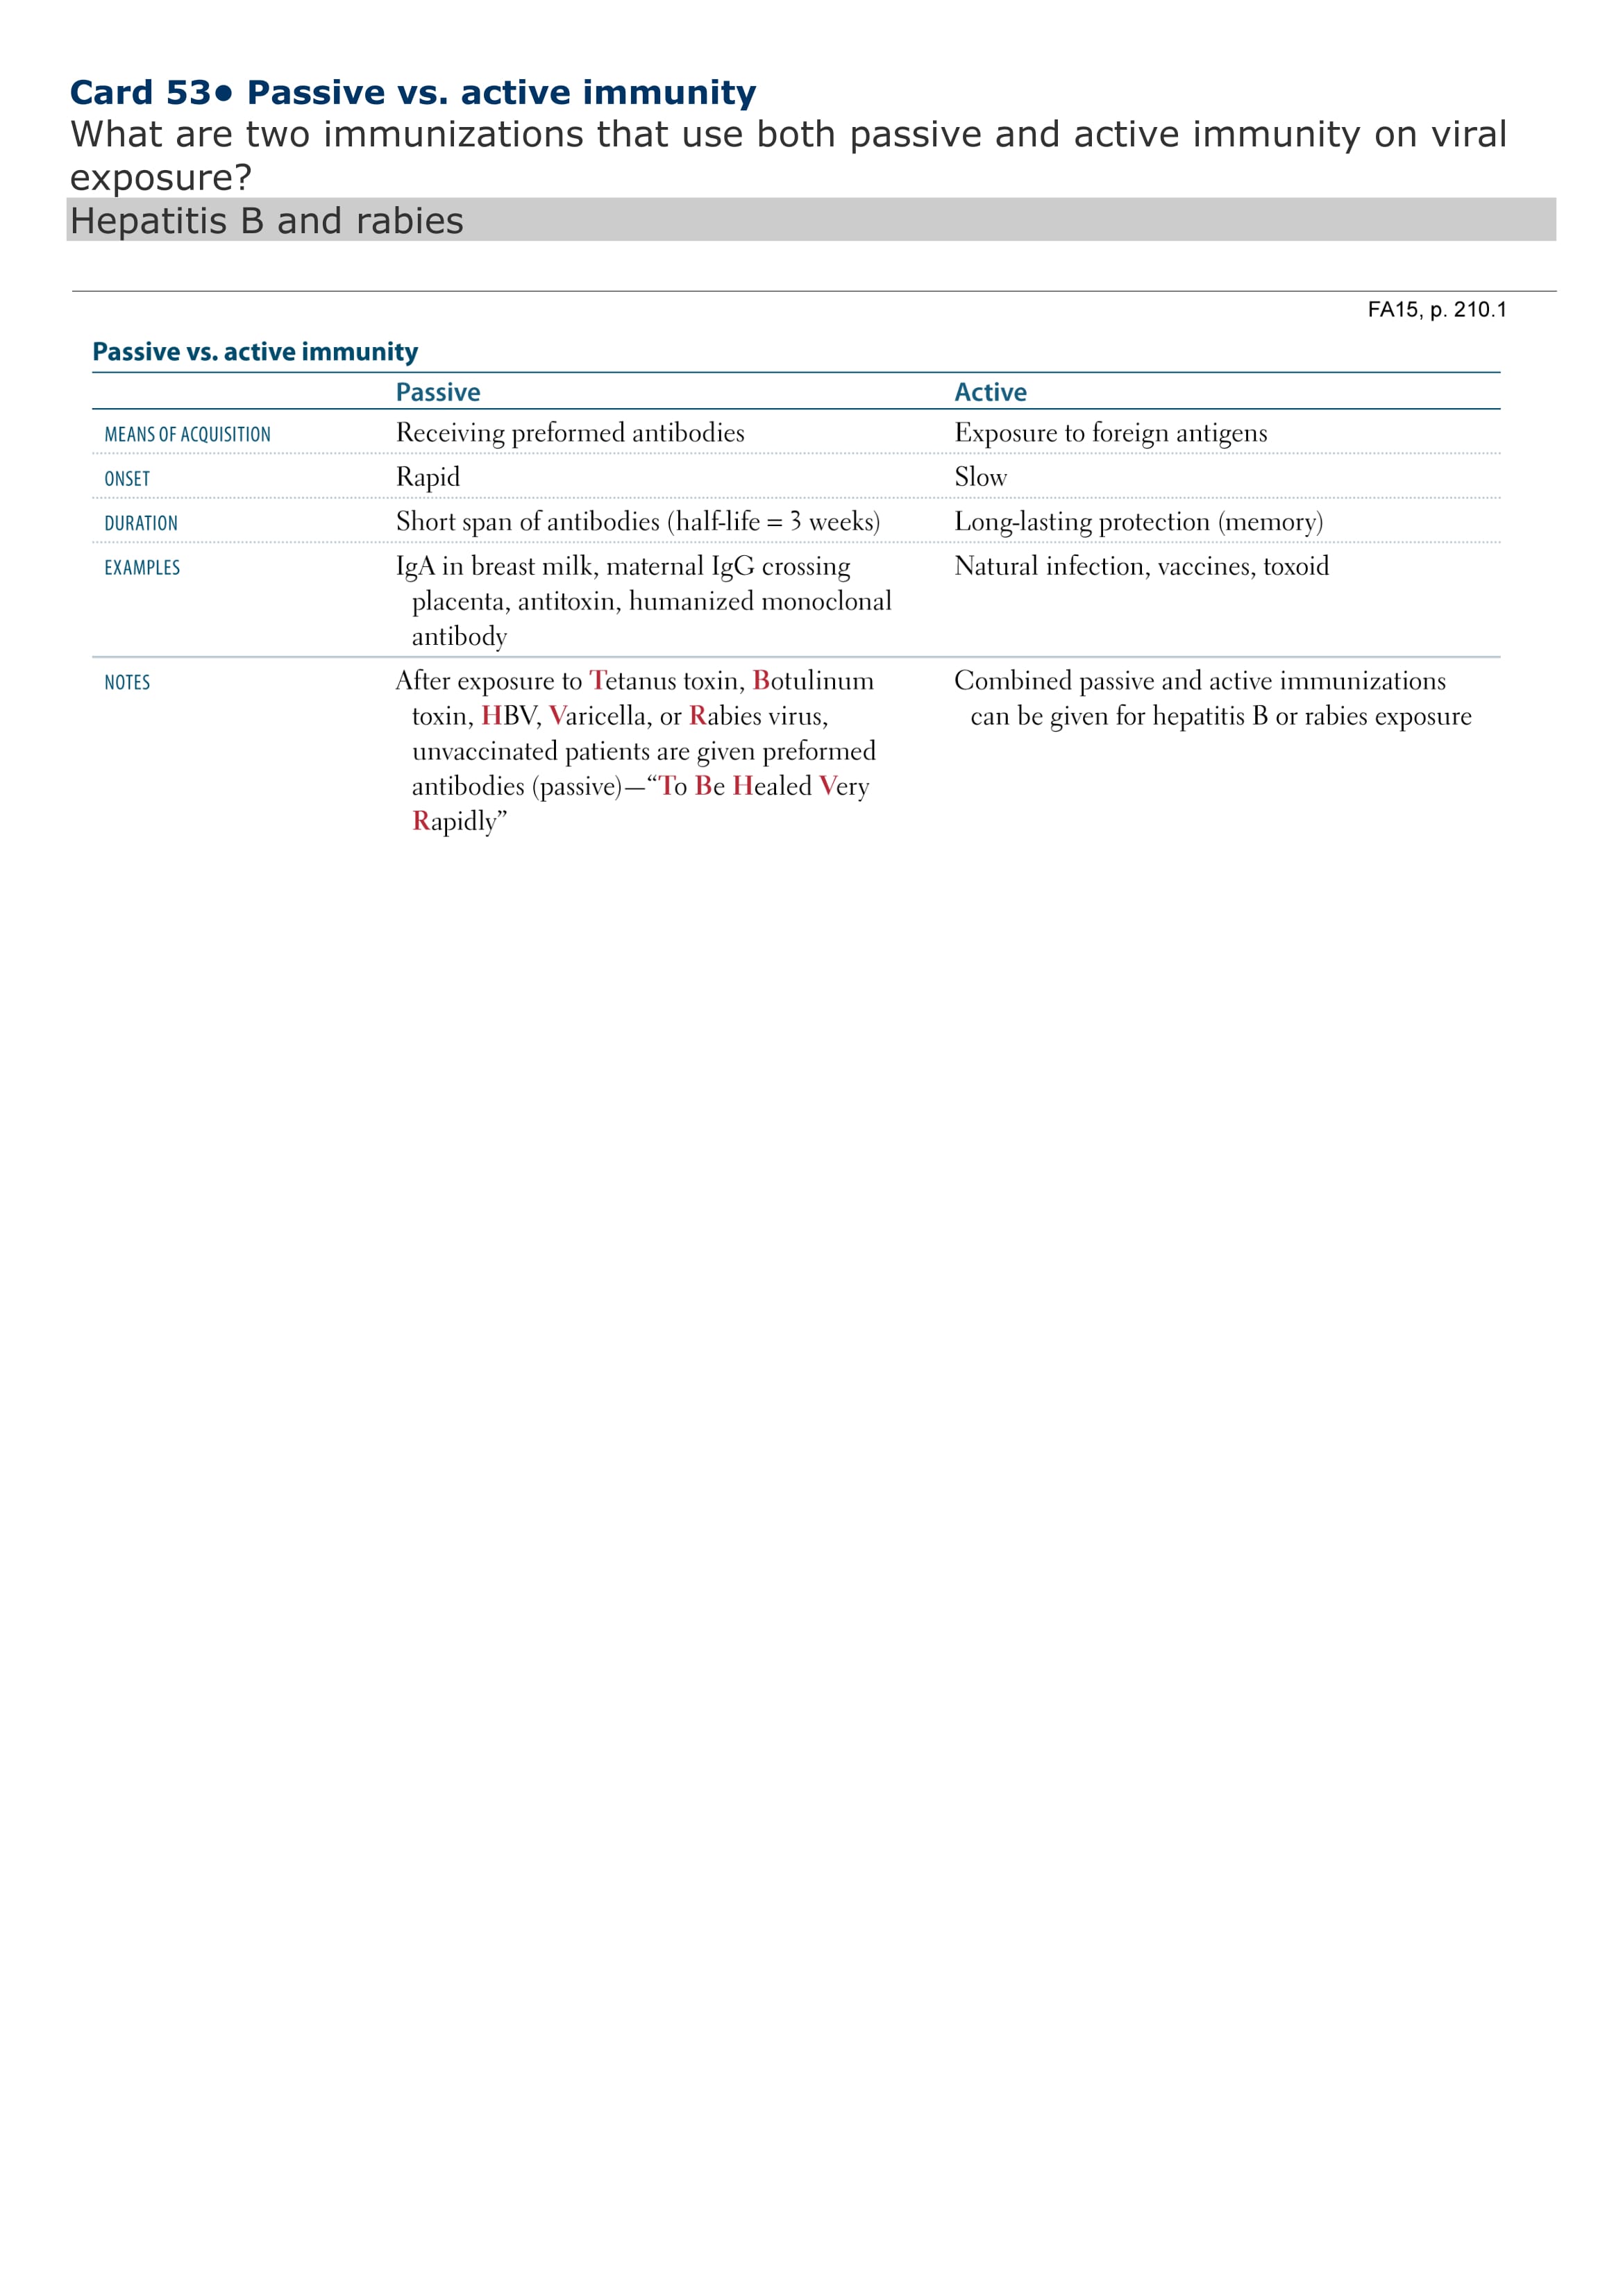 Card 53• Passive vs. active immunity
What are two immunizations that use both passive and active immunity on viral
exposure?
Hepatitis B and rabies
FA15, p. 210.1
Passive vs. active immunity
Passive Active
MEANS OF ACQUISITION Receiving preformed antibodies Exposure to foreign antigens
ONSET Rapid Slow
DURATION Short span of antibodies (half-life = 3 weeks) Long-lasting protection (memory)
EXAMPLES IgA in breast milk, maternal IgG crossing Natural infection, vaccines, toxoid
placenta, antitoxin, humanized monoclonal
antibody
NOTES After exposure to Tetanus toxin, Botulinum Combined passive and active immunizations
toxin, HBV, Varicella, or Rabies virus, can be given for hepatitis B or rabies exposure
unvaccinated patients are given preformed
antibodies (passive)—“To Be Healed Very
Rapidly”